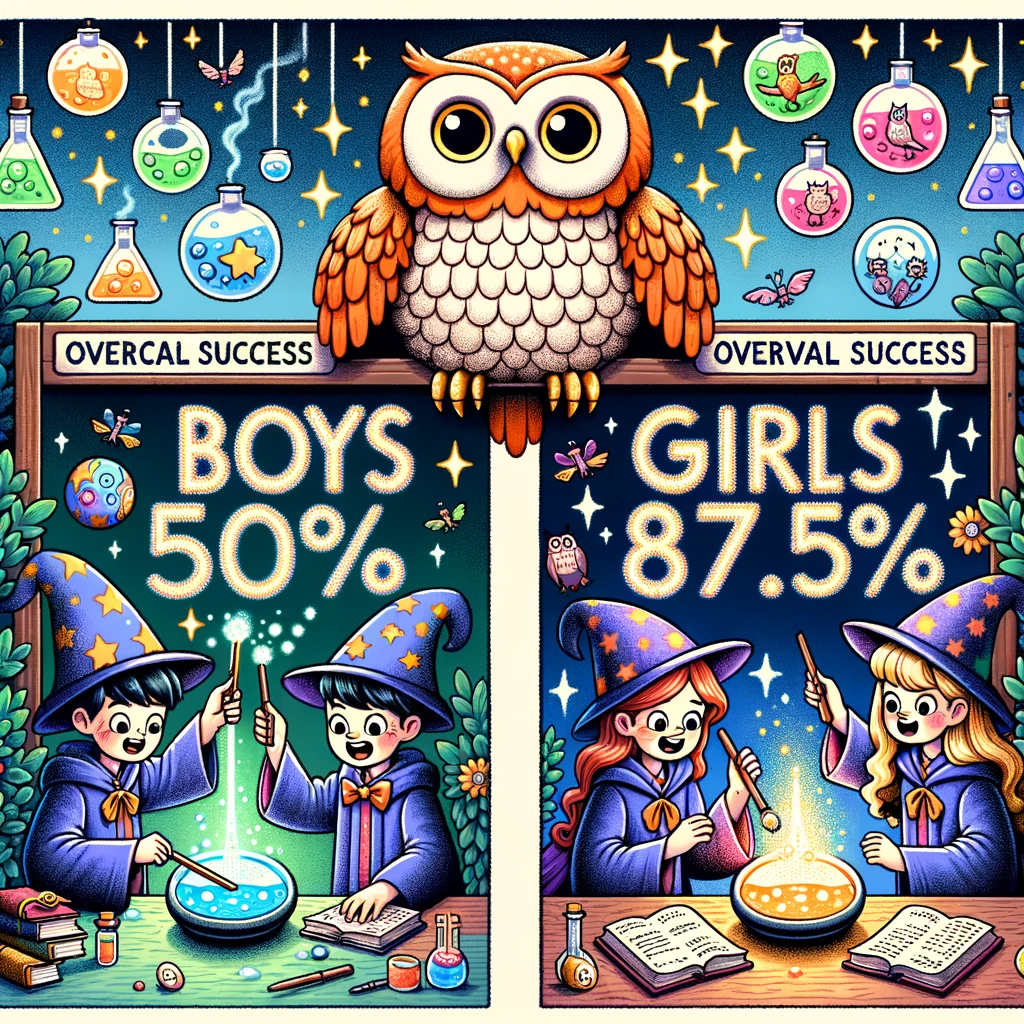 OVERCAL SUCCESS
OVERVAL SUCCESS
BOYS
50%
GIRLS
87.5%